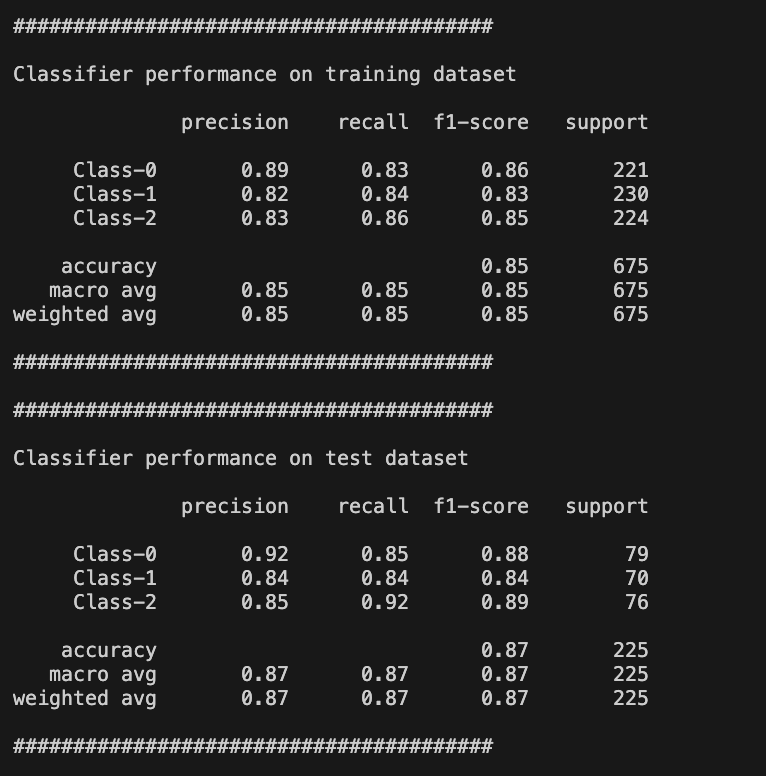 ########################################
Classifier performance on training dataset
precision recall f1-score support
Class-0 0.89 0.83 0.86 221
Class-1 0.82 0.84 0.83 230
Class-2 0.83 0.86 0.85 224
accuracy 0.85 675
macro avg 0.85 0.85 0.85 675
weighted avg 0.85 0.85 0.85 675
########################################
########################################
Classifier performance on test dataset
precision recall f1-score support
Class-0 0.92 0.85 0.88 79
Class-1 0.84 0.84 0.84 70
Class-2 0.85 0.92 0.89 76
accuracy 0.87 225
macro avg 0.87 0.87 0.87 225
weighted avg 0.87 0.87 0.87 225
########################################